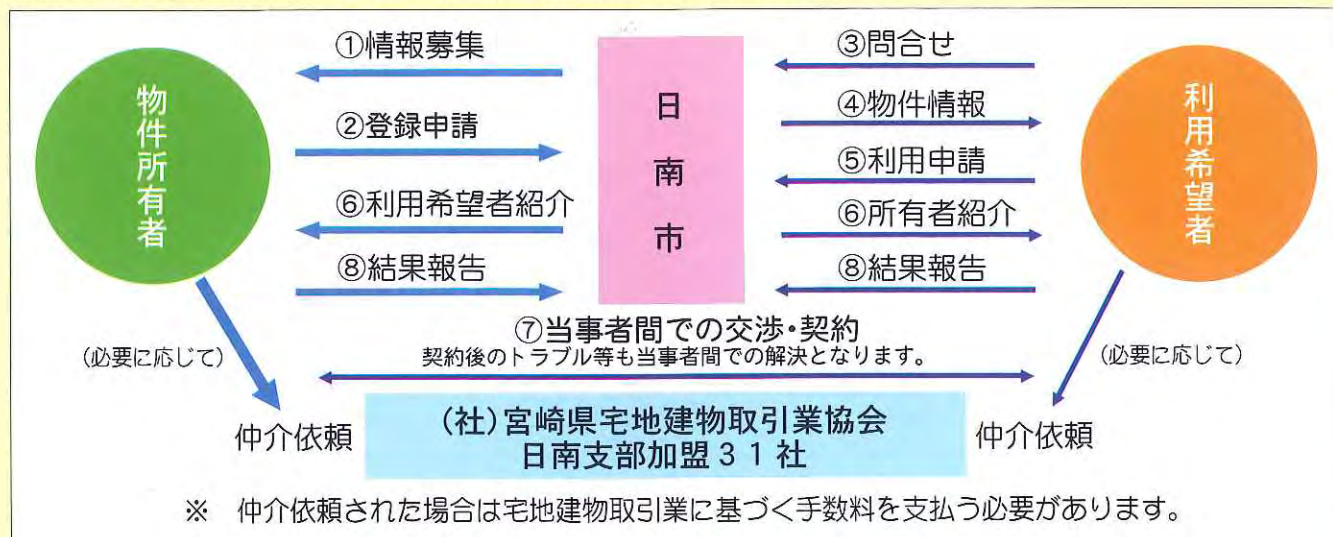 ①情報募集
②登録申請
⑥利用希望者紹介
⑧結果報告
物件所有者
日南市
③問合せ
④物件情報
⑤利用申請
⑥所有者紹介
⑧結果報告
利用希望者
⑦当事者間での交渉・契約
契約後のトラブル等も当事者間での解決となります。
(必要に応じて)
(必要に応じて)
仲介依頼
(社)宮崎県宅地建物取引業協会
日南支部加盟31社
仲介依頼
※ 仲介依頼された場合は宅地建物取引業に基づく手数料を支払う必要があります。